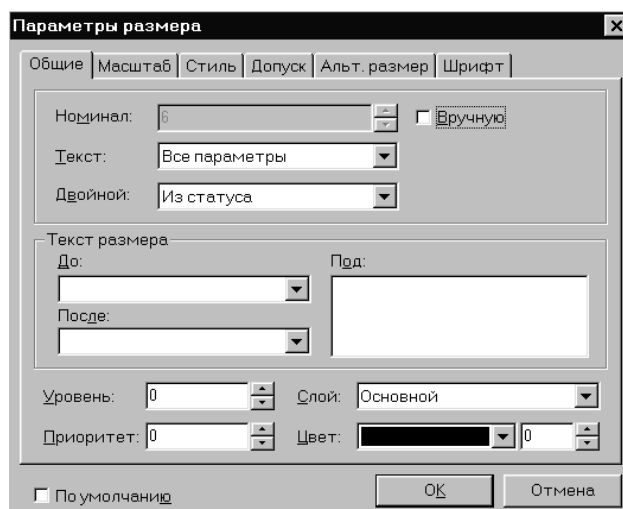 Параметры размера
Общие Масштаб Стиль Допуск Альт. размер Шрифт
Номинал: 6 Вручную
Текст: Все параметры
Двойной: Из статуса
Текст размера
До: Под:
После:
Уровень: 0 Слой: Основной
Приоритет: 0 Цвет: 0
По умолчанию OK Отмена